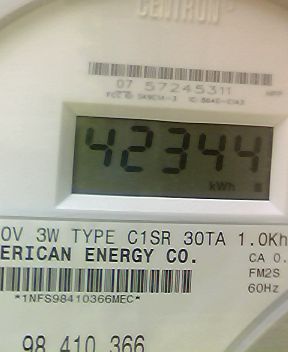 CENTRON
07 57245311
42344
kWh
0V 3W TYPE C1SR 30TA 1.0Kh
ERICAN ENERGY CO.
CA 0.
FM2S
*1NFS98410366MEC*
60Hz
98 410 366